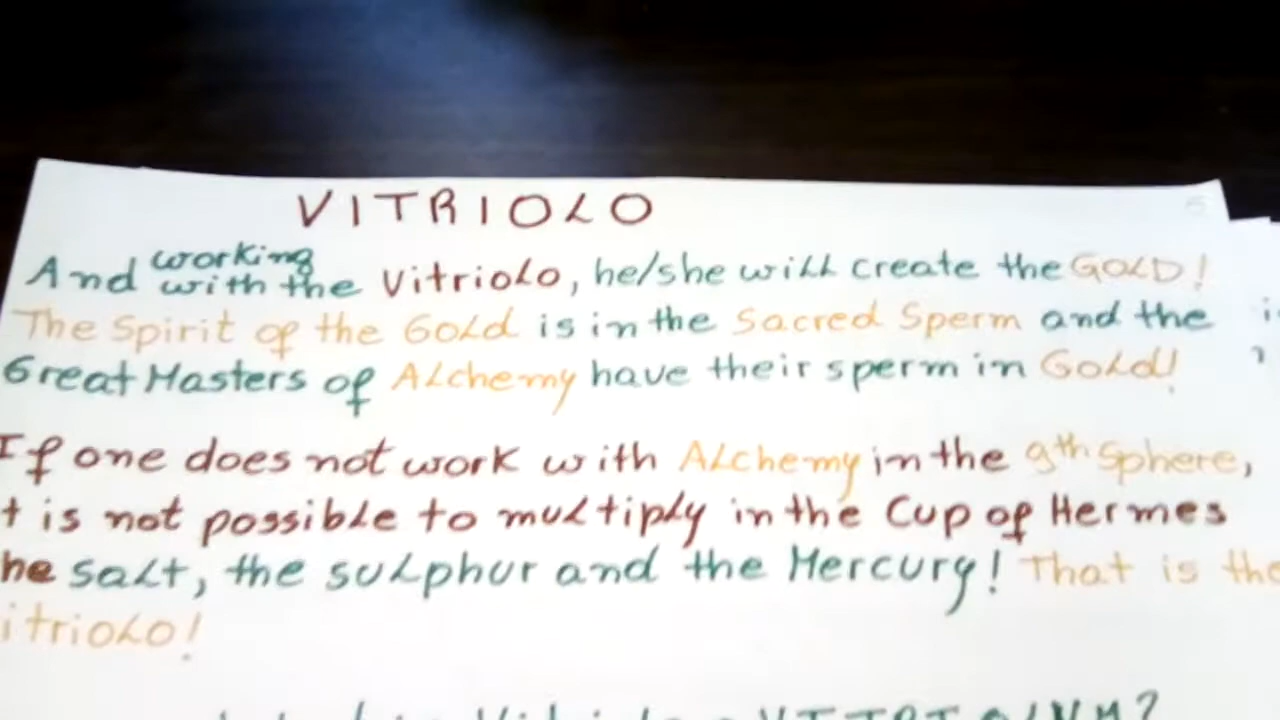 VITRIOLO
And working with the Vitriolo, he/she will create the GOLD!
The Spirit of the Gold is in the Sacred Sperm and the
Great Masters of Alchemy have their sperm in Gold!
If one does not work with Alchemy in the 9th Sphere,
t is not possible to multiply in the Cup of Hermes
he salt, the sulphur and the Mercury! That is the
itriolo!